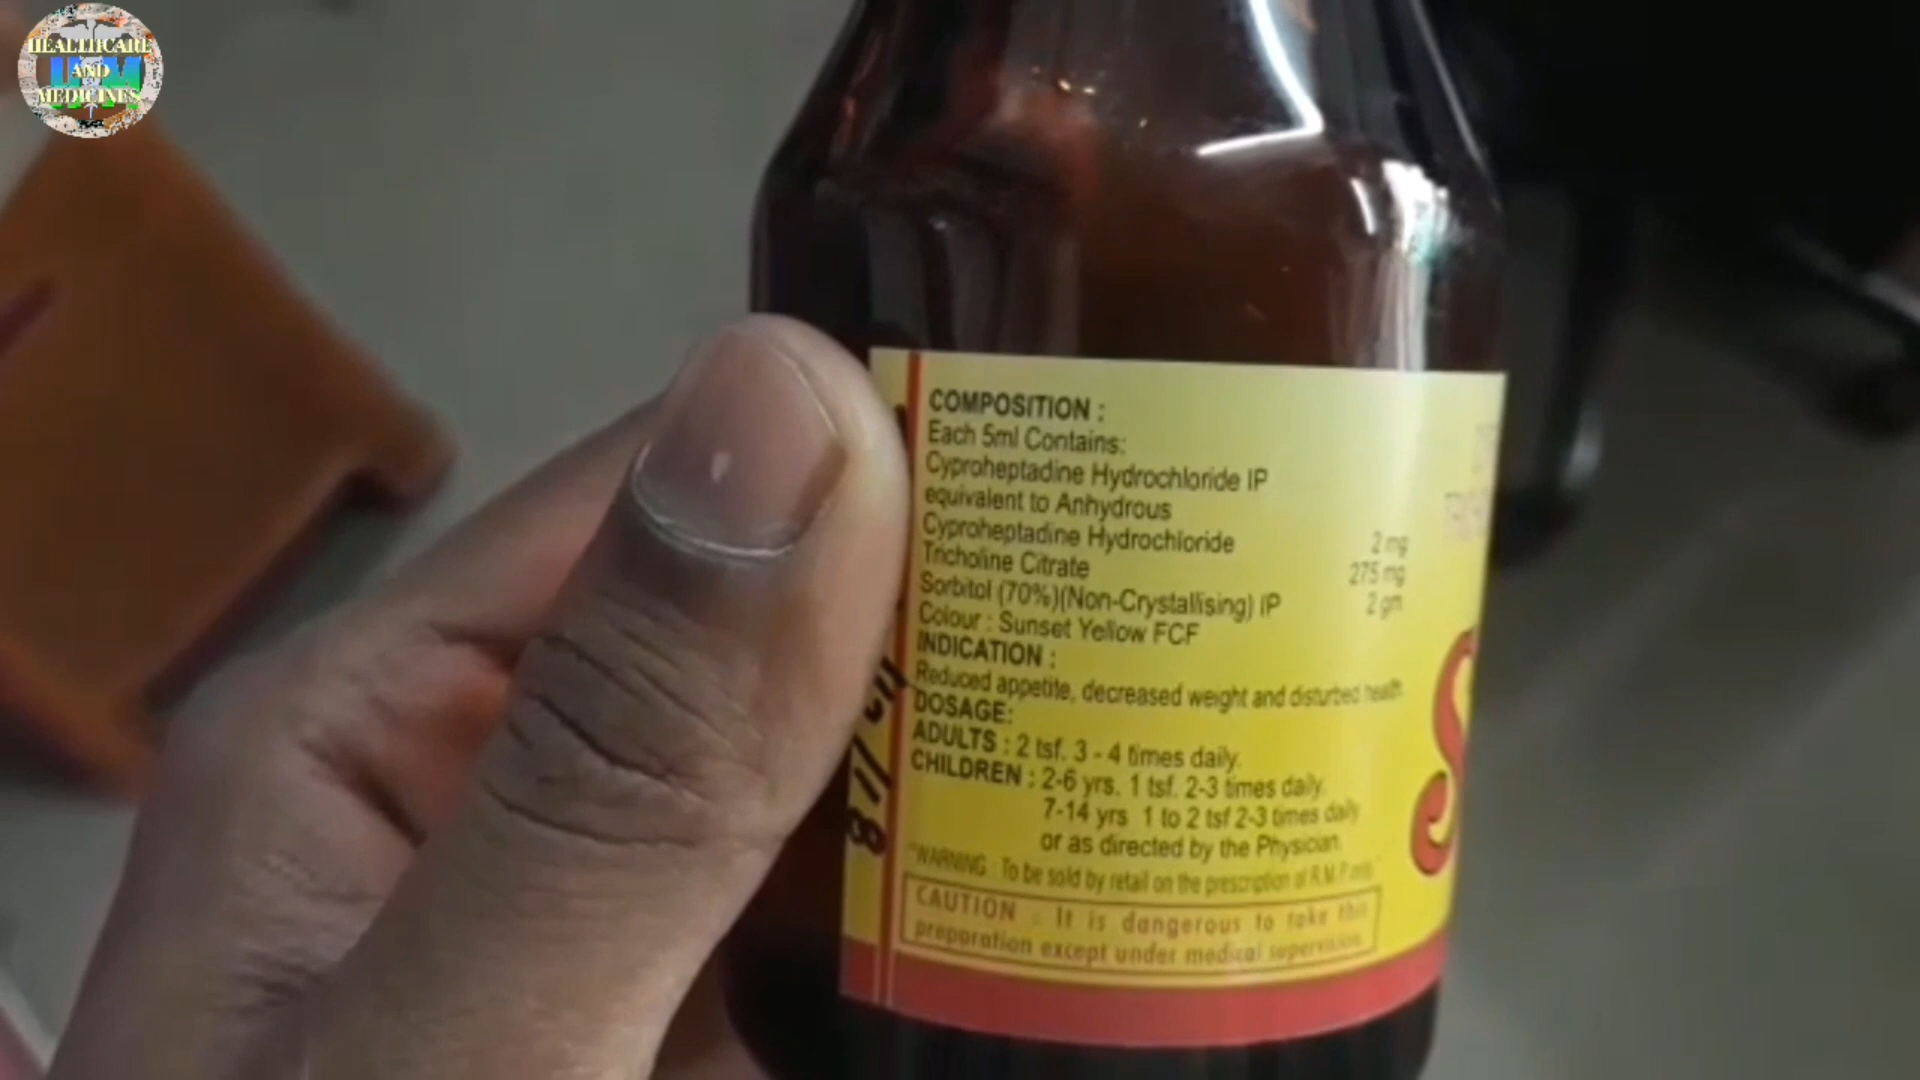 HEALTHCARE
AND
MEDICINES
COMPOSITION :
Each 5ml Contains:
Cyproheptadine Hydrochloride IP
equivalent to Anhydrous
Cyproheptadine Hydrochloride 2 mg
Tricholine Citrate 275 mg
Sorbitol (70%)(Non-Crystallising) IP 2 gm
Colour : Sunset Yellow FCF
INDICATION :
Reduced appetite, decreased weight and disturbed health
DOSAGE:
ADULTS : 2 tsf. 3 - 4 times daily.
CHILDREN : 2-6 yrs. 1 tsf. 2-3 times daily.
7-14 yrs 1 to 2 tsf 2-3 times daily
or as directed by the Physician.
"WARNING : To be sold by retail on the prescription of R.M.P. only."
CAUTION : It is dangerous to take this
preparation except under medical supervision.